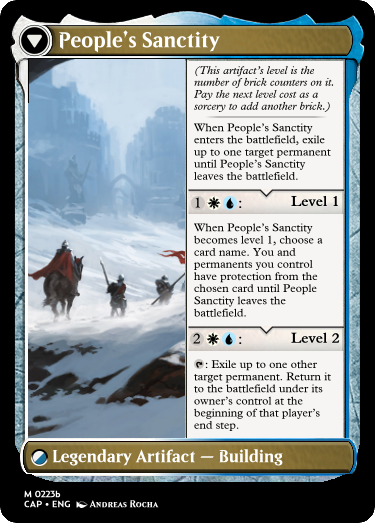 People's Sanctity
(This artifact's level is the
number of brick counters on it.
Pay the next level cost as a
sorcery to add another brick.)
When People's Sanctity
enters the battlefield, exile
up to one target permanent
until People's Sanctity
leaves the battlefield.
1 : Level 1
When People's Sanctity
becomes level 1, choose a
card name. You and
permanents you control
have protection from the
chosen card until People
Sanctity leaves the
battlefield.
2 : Level 2
: Exile up to one other
target permanent. Return it
to the battlefield under its
owner's control at the
beginning of that player's
end step.
Legendary Artifact — Building
M 0223b
CAP • ENG Andreas Rocha